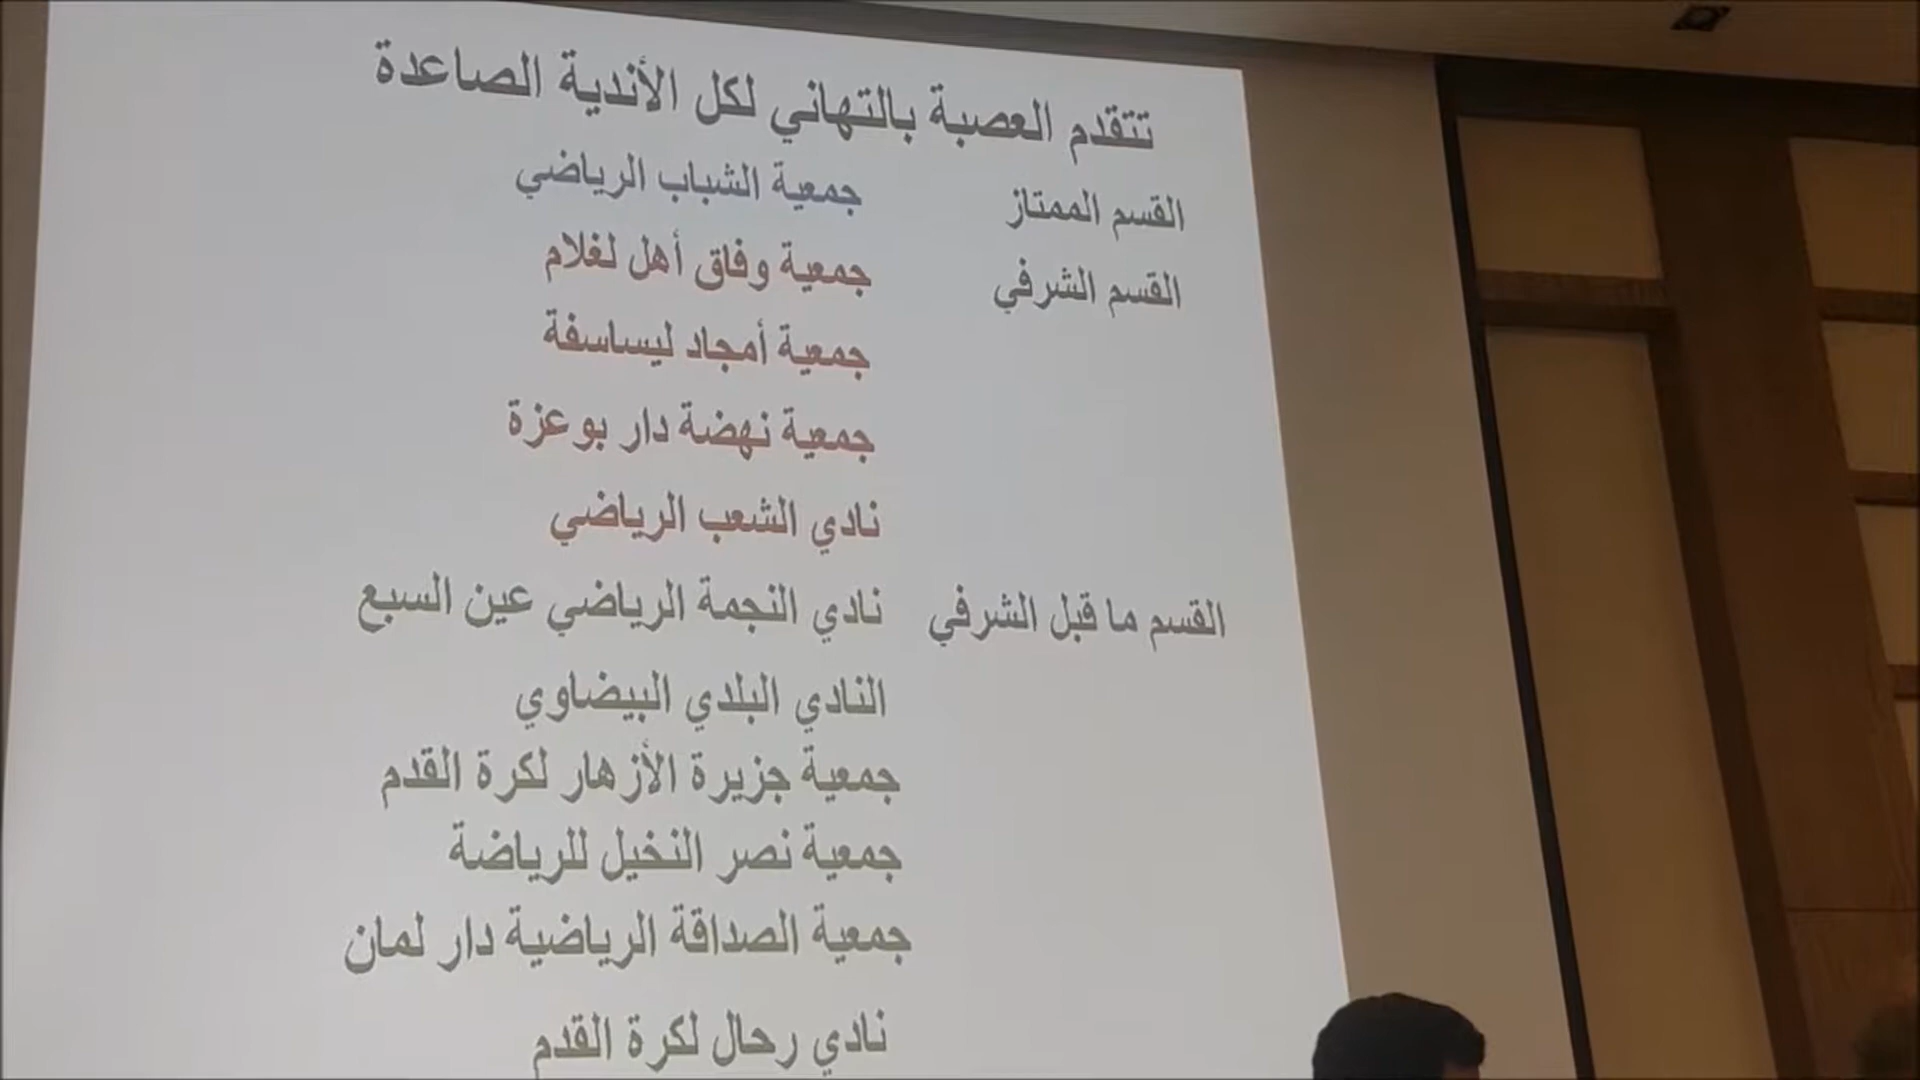 تتقدم العصبة بالتهاني لكل الأندية الصاعدة
القسم الممتاز جمعية الشباب الرياضي
القسم الشرفي جمعية وفاق أهل لغلام
جمعية أمجاد ليساسفة
جمعية نهضة دار بوعزة
نادي الشعب الرياضي
القسم ما قبل الشرفي نادي النجمة الرياضي عين السبع
النادي البلدي البيضاوي
جمعية جزيرة الأزهار لكرة القدم
جمعية نصر النخيل للرياضة
جمعية الصداقة الرياضية دار لمان
نادي رحال لكرة القدم